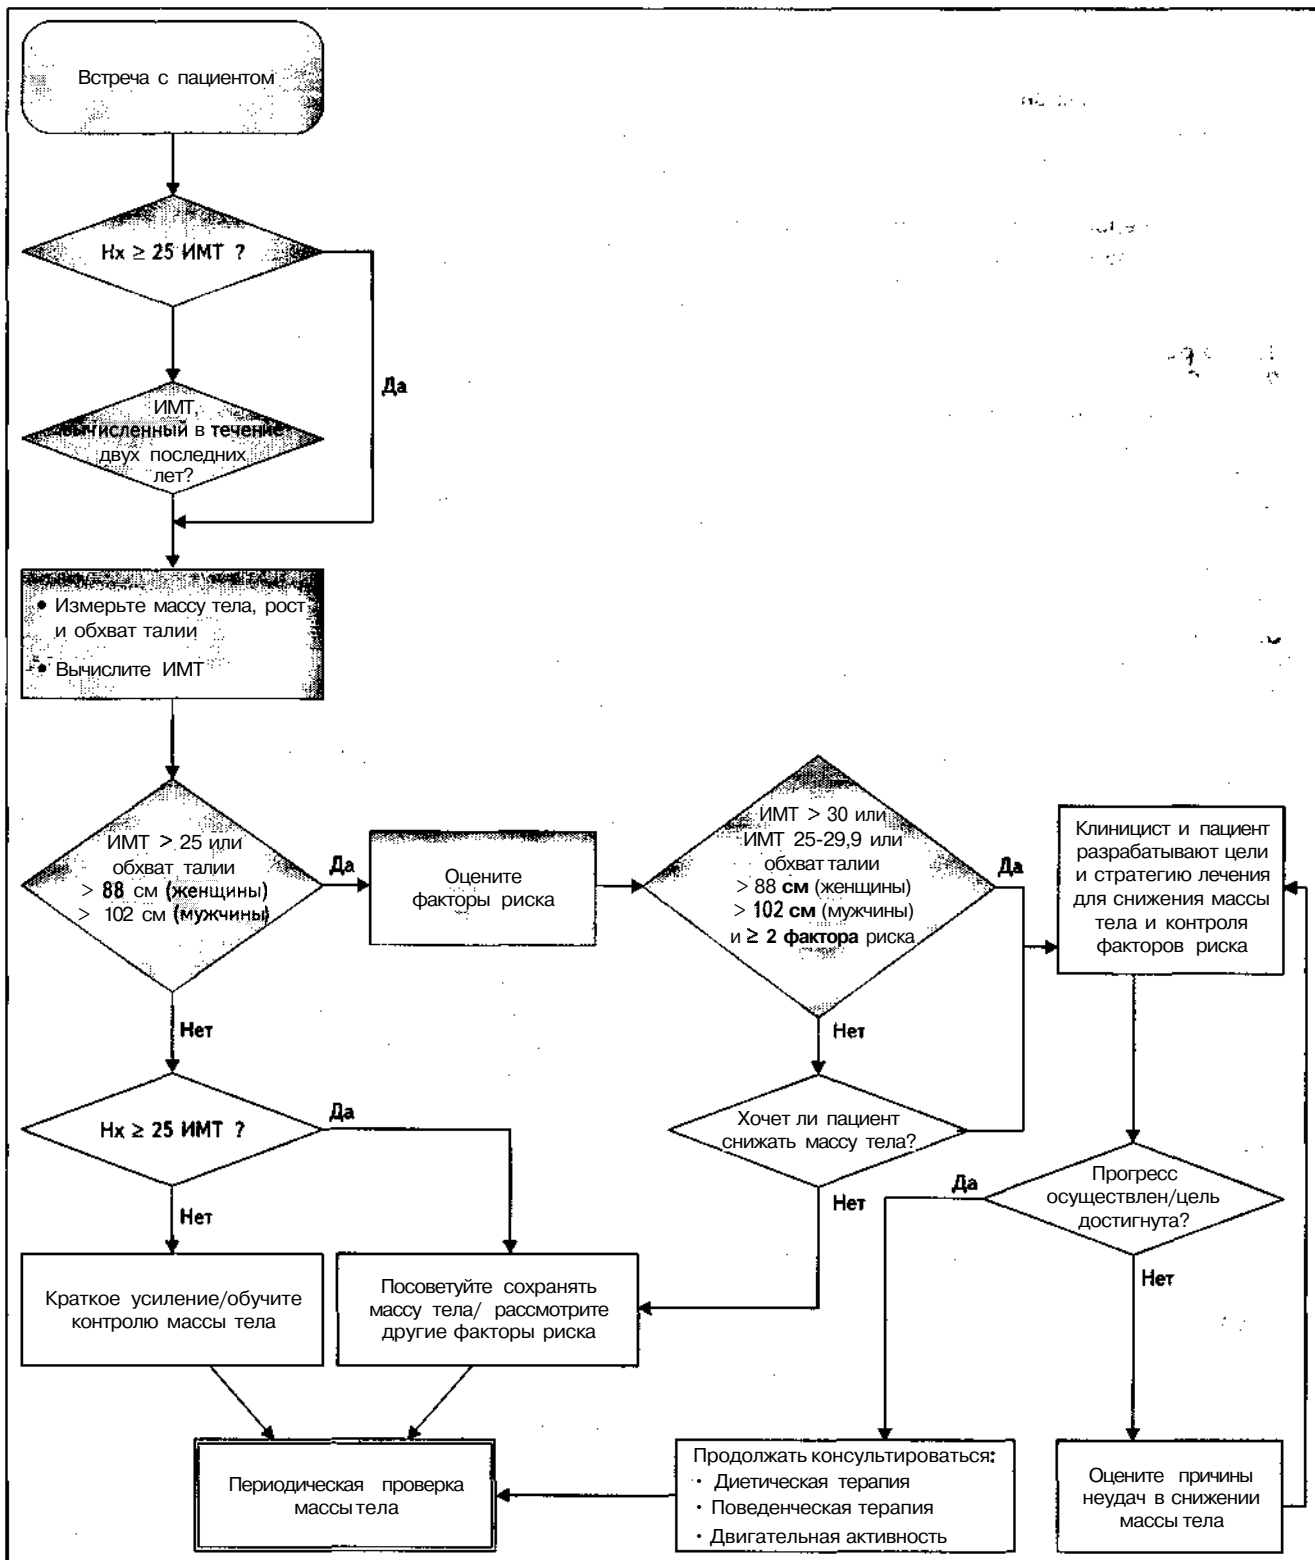 Встреча с пациентом
Hx ≥ 25 ИМТ ?
Да
ИМТ,
вычисленный в течение
двух последних
лет?
• Измерьте массу тела, рост
и обхват талии
• Вычислите ИМТ
ИМТ > 25 или
обхват талии
> 88 см (женщины)
> 102 см (мужчины)
Да
Оцените
факторы риска
ИМТ > 30 или
ИМТ 25-29,9 или
обхват талии
> 88 см (женщины)
> 102 см (мужчины)
и ≥ 2 фактора риска
Да
Клиницист и пациент
разрабатывают цели
и стратегию лечения
для снижения массы
тела и контроля
факторов риска
Нет
Нет
Hx ≥ 25 ИМТ ?
Да
Хочет ли пациент
снижать массу тела?
Нет
Нет
Да
Прогресс
осуществлен/цель
достигнута?
Нет
Краткое усиление/обучите
контролю массы тела
Посоветуйте сохранять
массу тела/ рассмотрите
другие факторы риска
Периодическая проверка
массы тела
Продолжать консультироваться:
· Диетическая терапия
· Поведенческая терапия
· Двигательная активность
Оцените причины
неудач в снижении
массы тела